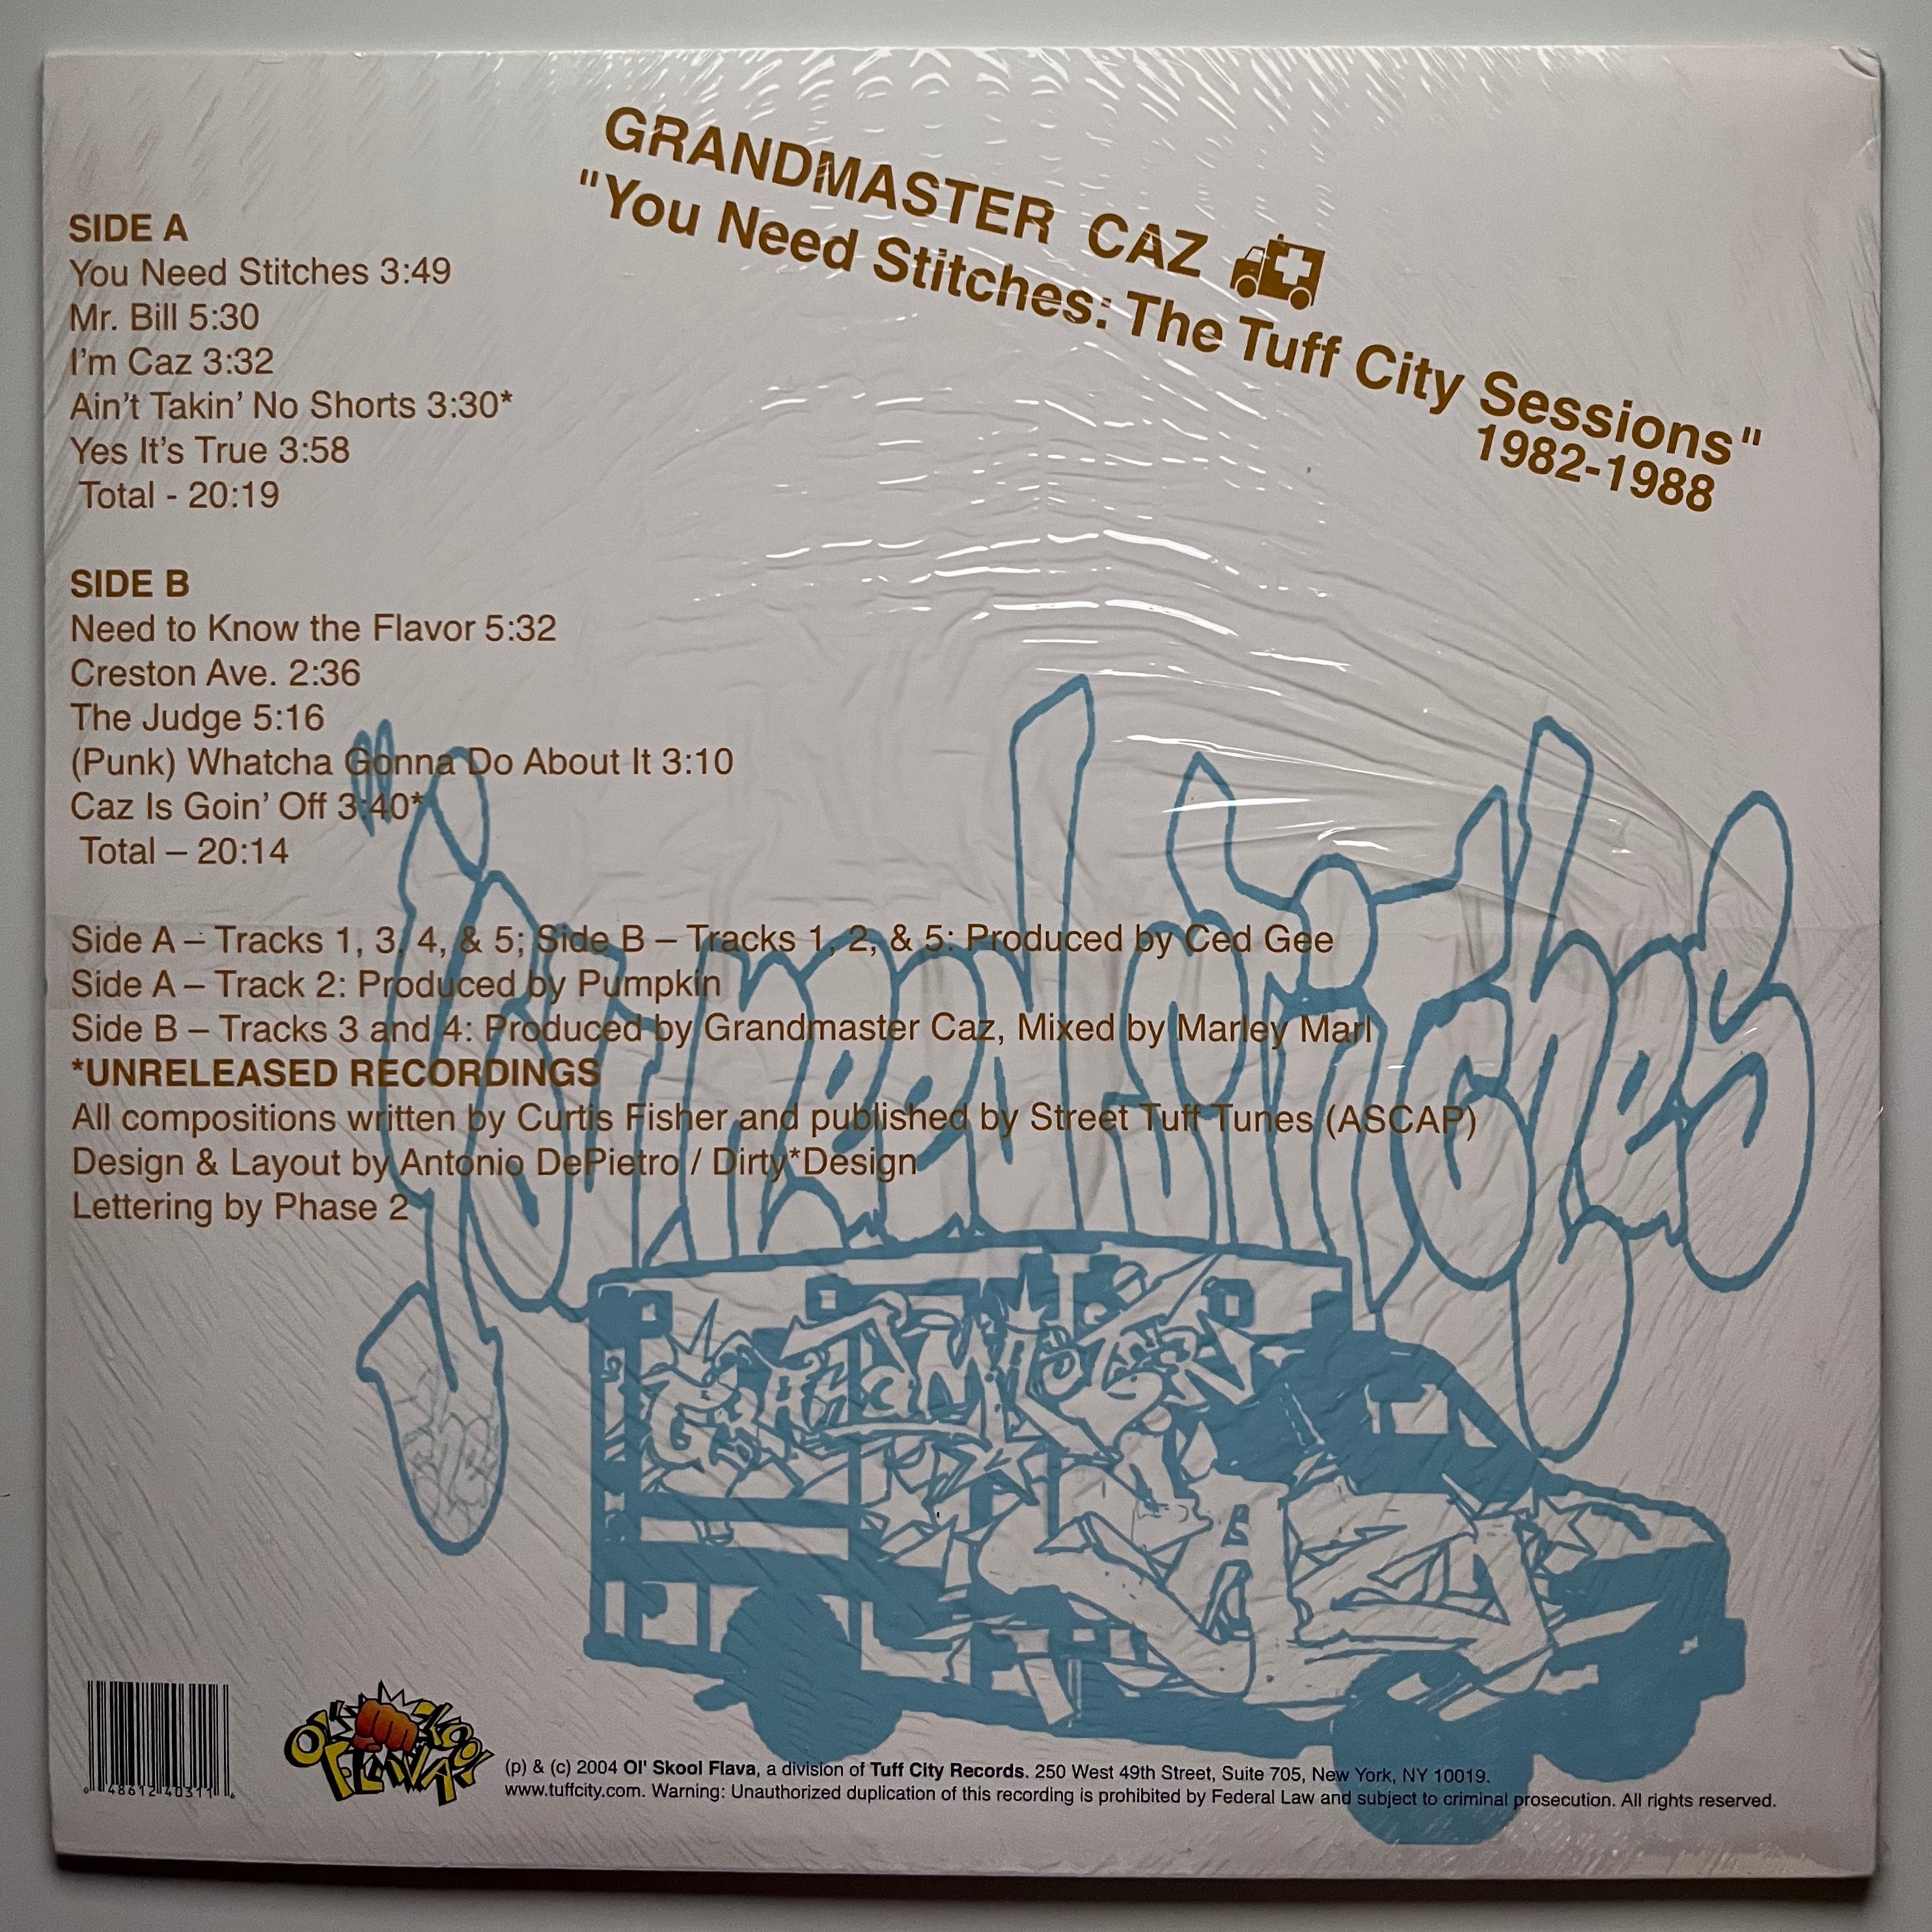 GRANDMASTER CAZ
"You Need Stitches: The Tuff City Sessions"
1982-1988
SIDE A
You Need Stitches 3:49
Mr. Bill 5:30
I'm Caz 3:32
Ain't Takin' No Shorts 3:30*
Yes It's True 3:58
Total - 20:19
SIDE B
Need to Know the Flavor 5:32
Creston Ave. 2:36
The Judge 5:16
(Punk) Whatcha Gonna Do About It 3:10
Caz Is Goin' Off 3:40*
Total – 20:14
Side A – Tracks 1, 3, 4, & 5; Side B – Tracks 1, 2, & 5: Produced by Ced Gee
Side A – Track 2: Produced by Pumpkin
Side B – Tracks 3 and 4: Produced by Grandmaster Caz, Mixed by Marley Marl
*UNRELEASED RECORDINGS
All compositions written by Curtis Fisher and published by Street Tuff Tunes (ASCAP)
Design & Layout by Antonio DePietro / Dirty*Design
Lettering by Phase 2
"You Need Stitches
GRANDMASTER
CAZ
OL' SKOOL
FLAVA
(p) & (c) 2004 Ol' Skool Flava, a division of Tuff City Records. 250 West 49th Street, Suite 705, New York, NY 10019.
www.tuffcity.com. Warning: Unauthorized duplication of this recording is prohibited by Federal Law and subject to criminal prosecution. All rights reserved.